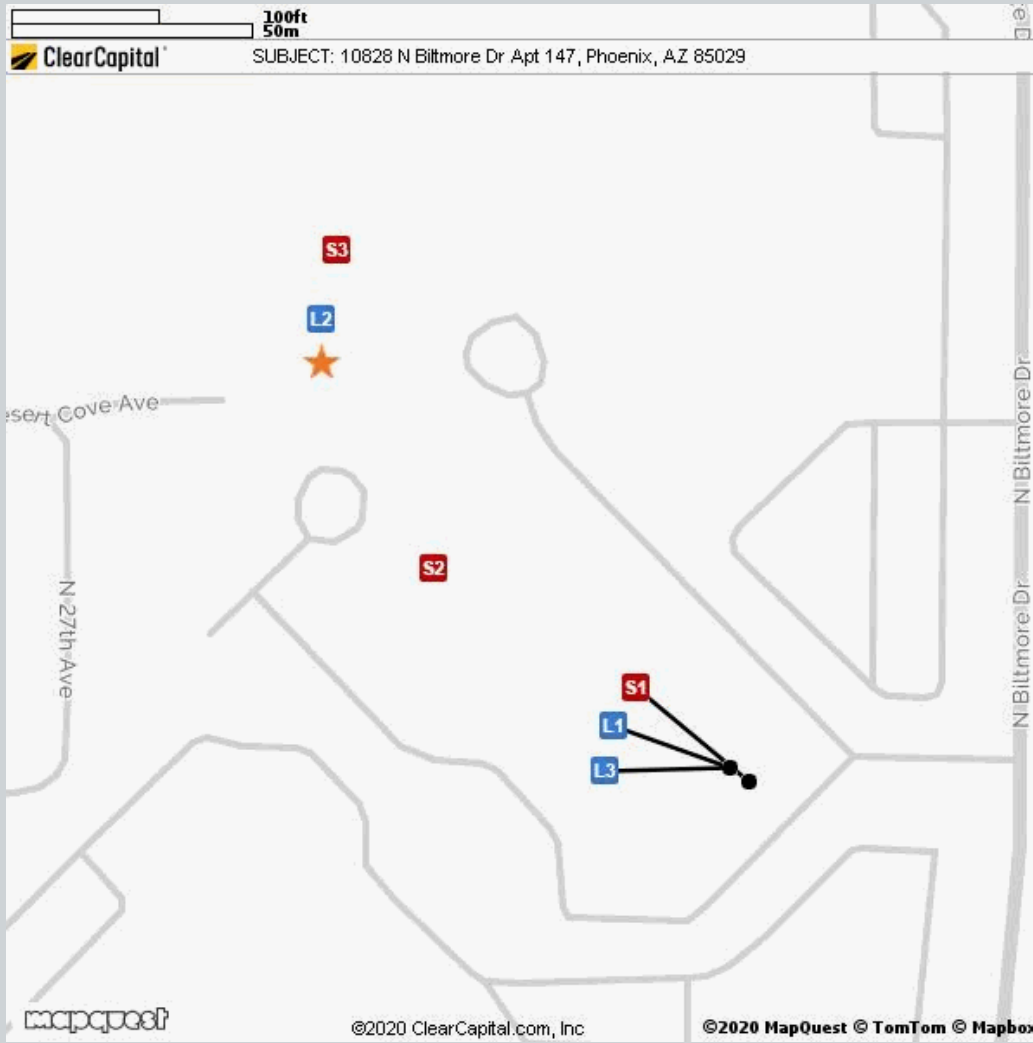 100ft
50m
ClearCapital
SUBJECT: 10828 N Biltmore Dr Apt 147, Phoenix, AZ 85029
S3
L2
esert Cove Ave
N Biltmore Dr
S2
N 27th Ave
N Biltmore Dr
S1
L1
L3
mapquest
©2020 ClearCapital.com, Inc
©2020 MapQuest © TomTom © Mapbox